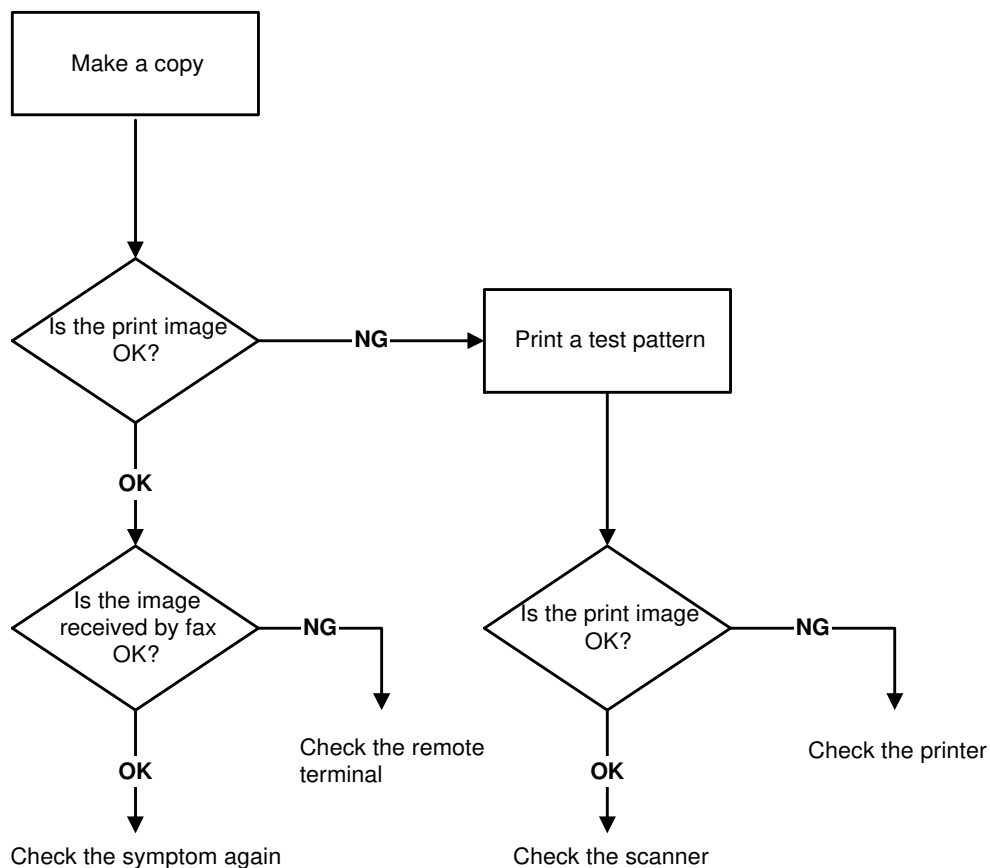 Make a copy
Is the print image
OK?
NG
Print a test pattern
OK
Is the image
received by fax
OK?
NG
Is the print image
OK?
NG
Check the remote
terminal
Check the printer
OK
OK
Check the symptom again
Check the scanner